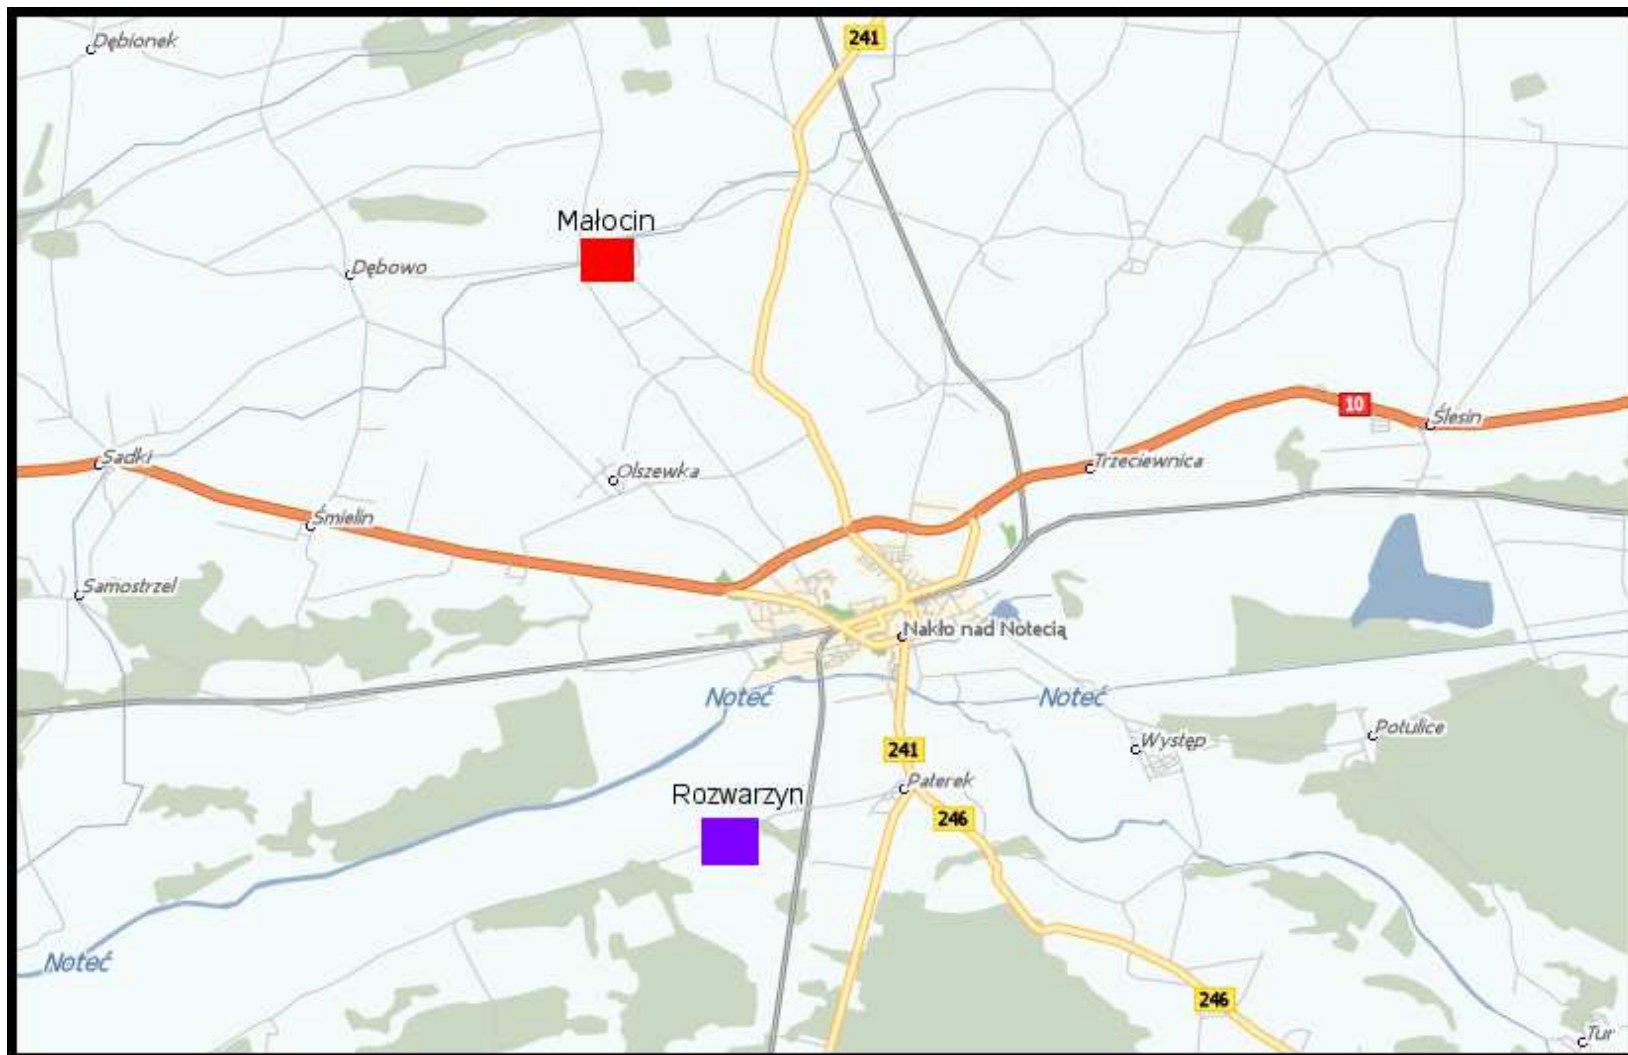 241
Dębionek
Małocin
Dębowo
10
Ślesin
Sadki
Olszewka
Trzeciewnica
Śmielin
Samostrzel
Nakło nad Notecią
Noteć
Noteć
Potulice
Występ
241
Paterek
Rozwarzyn
246
Noteć
246
Tur